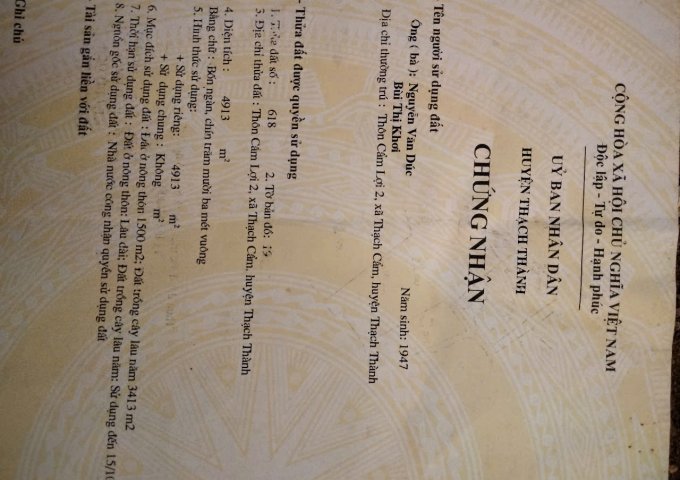 CỘNG HÒA XÃ HỘI CHỦ NGHĨA VIỆT NAM
Độc lập - Tự do - Hạnh phúc
UỶ BAN NHÂN DÂN
HUYỆN THẠCH THÀNH
CHỨNG NHẬN
Tên người sử dụng đất
Ông ( bà ): Nguyễn Văn Dúc Năm sinh: 1947
Bùi Thị Khơi
Địa chỉ thường trú : Thôn Cẩm Lợi 2, xã Thạch Cẩm, huyện Thạch Thành
- Thửa đất được quyền sử dụng
1. Thửa đất số : 618 2. Tờ bản đồ: 19
3. Địa chỉ thửa đất : Thôn Cẩm Lợi 2, xã Thạch Cẩm, huyện Thạch Thành
4. Diện tích : 4913 m²
Bằng chữ : Bốn ngàn, chín trăm mười ba mét vuông
5. Hình thức sử dụng:
+ Sử dụng riêng: 4913 m²
+ Sử dụng chung : Không m²
6. Mục đích sử dụng đất : Đất ở nông thôn 1500 m2; Đất trồng cây lâu năm 3413 m2
7. Thời hạn sử dụng đất : Đất ở nông thôn: Lâu dài; Đất trồng cây lâu năm: Sử dụng đến 15/10
8. Nguồn gốc sử dụng đất : Nhà nước công nhận quyền sử dụng đất
Tài sản gắn liền với đất
Ghi chú